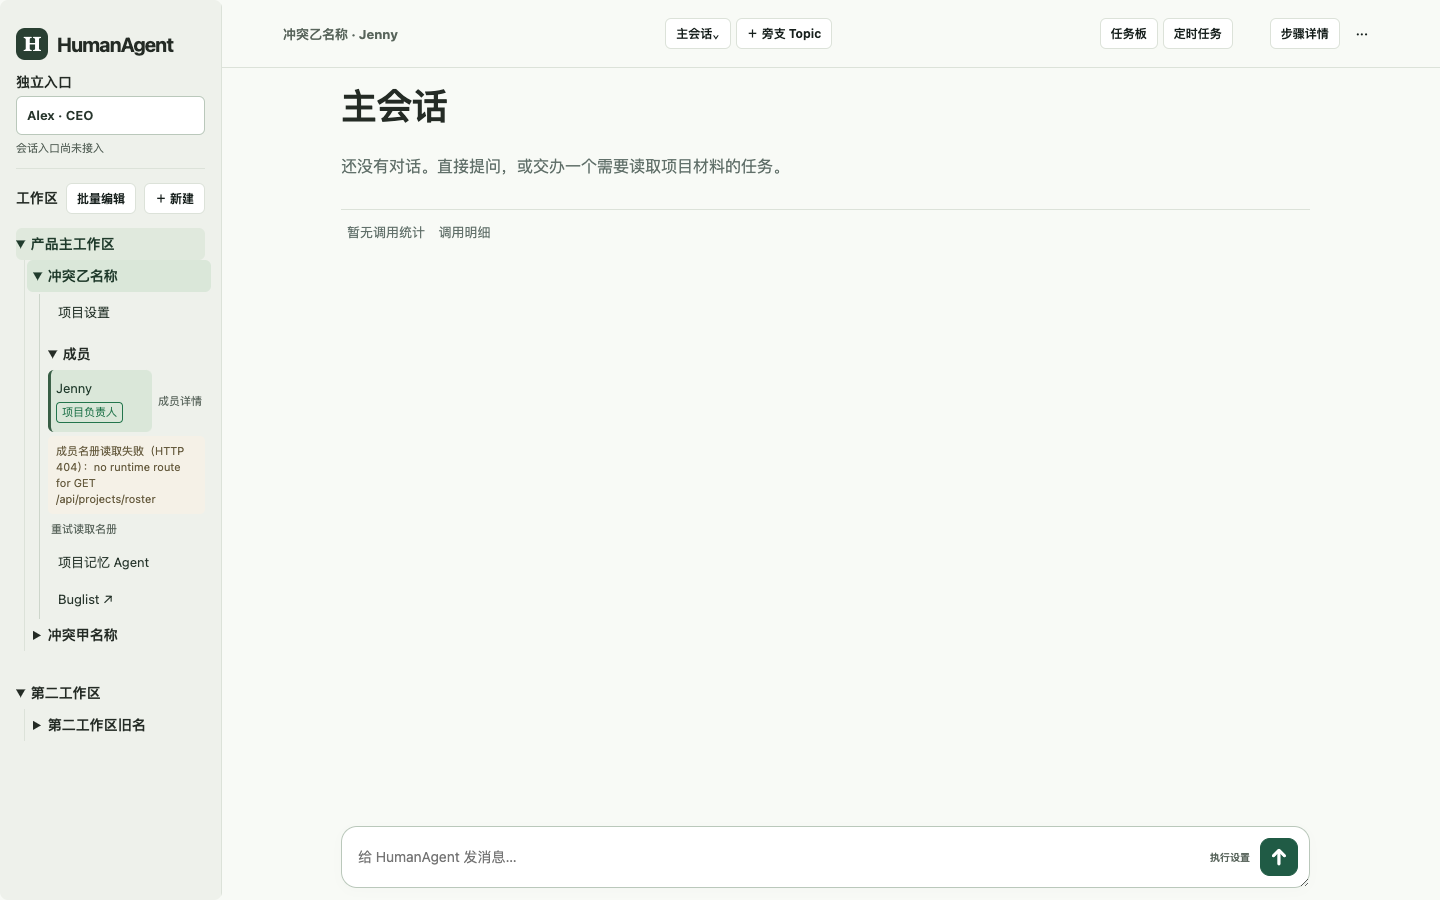 H HumanAgent
独立入口
Alex · CEO
会话入口尚未接入
工作区 批量编辑 + 新建
▼ 产品主工作区
▼ 冲突乙名称
项目设置
▼ 成员
Jenny
项目负责人
成员详情
成员名册读取失败（HTTP
404）：no runtime route
for GET
/api/projects/roster
重试读取名册
项目记忆 Agent
Buglist ↗
▶ 冲突甲名称
▼ 第二工作区
▶ 第二工作区旧名
冲突乙名称 · Jenny 主会话⌄ + 旁支 Topic 任务板 定时任务 步骤详情 ···
主会话
还没有对话。直接提问，或交办一个需要读取项目材料的任务。
暂无调用统计 调用明细
给 HumanAgent 发消息... 执行设置